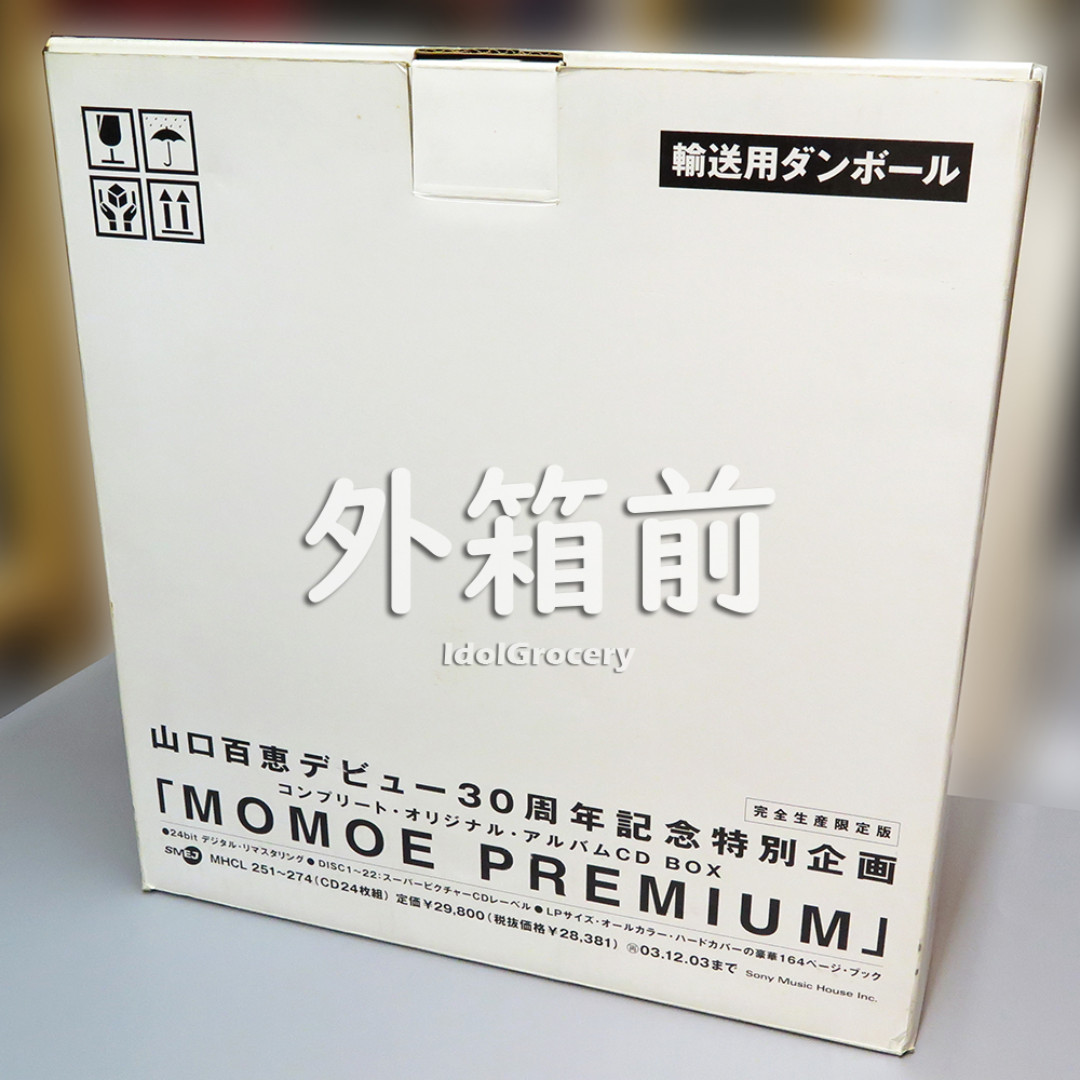 輸送用ダンボール
外箱前
IdolGrocery
山口百恵デビュー30周年記念特別企画
コンプリート・オリジナル・アルバムCD BOX
完全生産限定版
「MOMOE PREMIUM」
●24bit デジタル・リマスタリング●DISC1~22:スーパーピクチャーCDレーベル●LPサイズ・オールカラー・ハードカバーの豪華164ページ・ブック
SMEJ MHCL 251~274(CD24枚組) 定価¥29,800(税抜価格¥28,381) 03.12.03まで Sony Music House Inc.